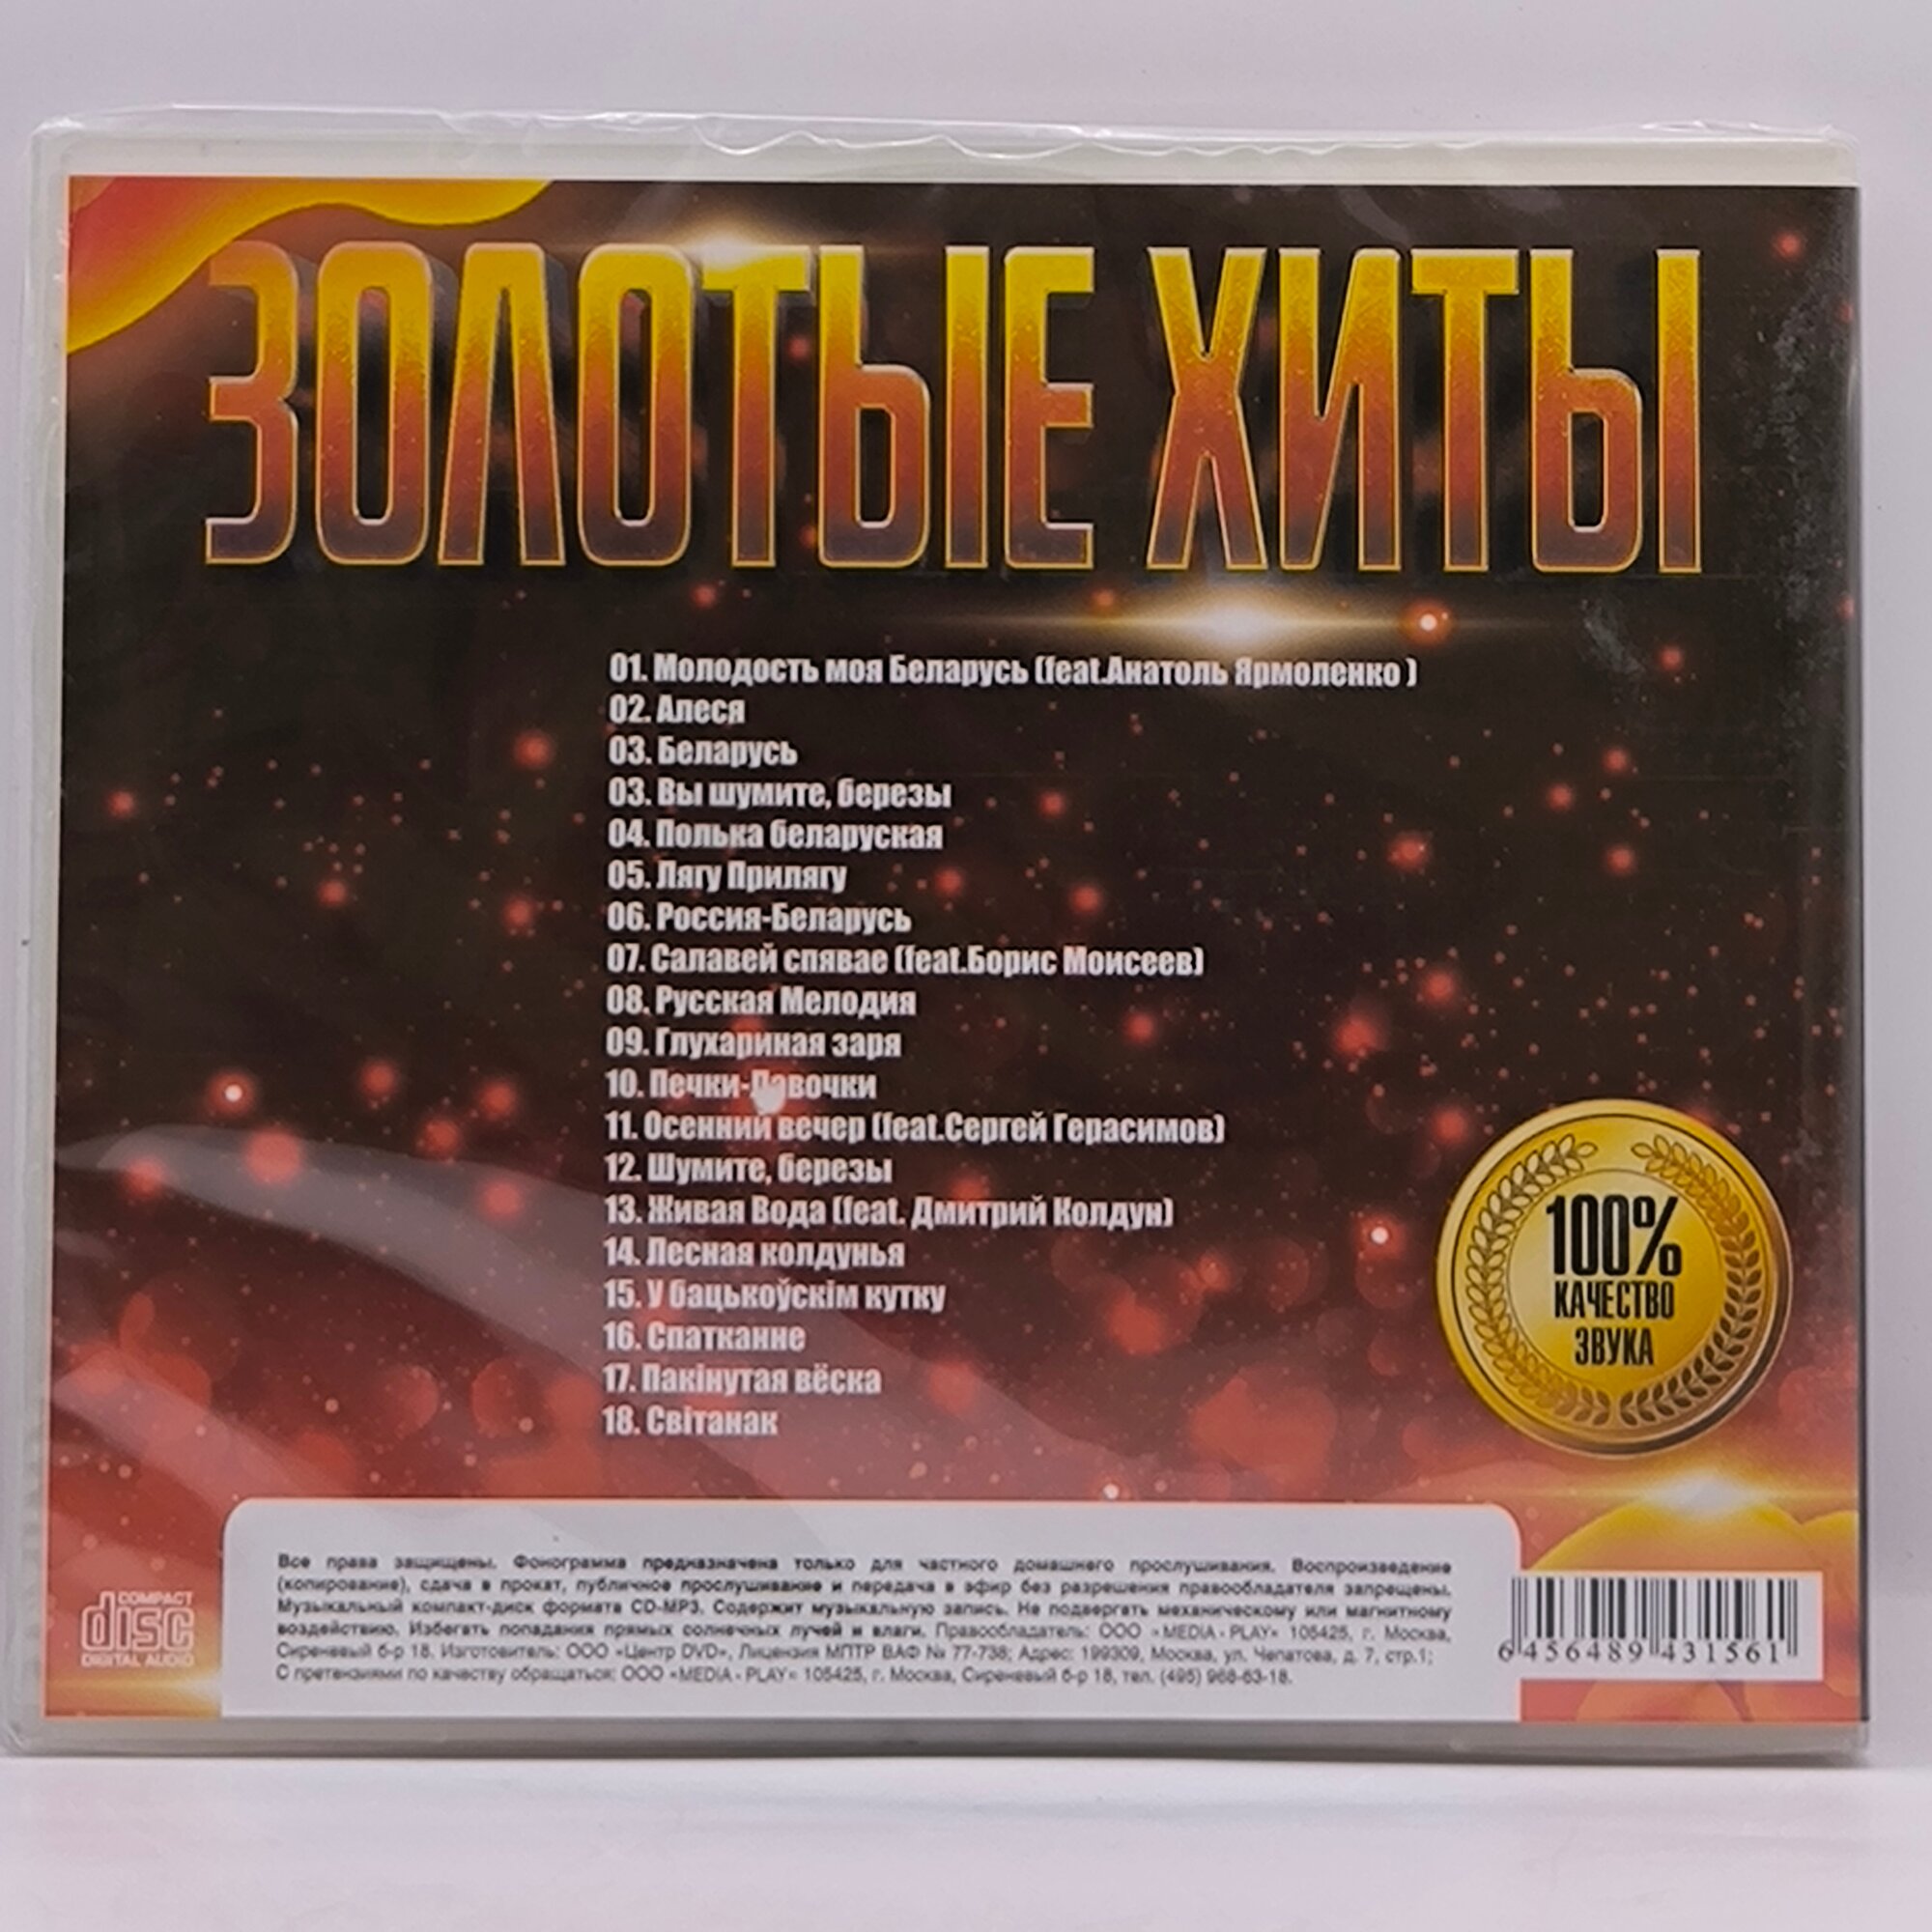 ЗОЛОТЫЕ ХИТЫ
01. Молодость моя Беларусь (feat.Анатоль Ярмоленко )
02. Алеся
03. Беларусь
03. Вы шумите, березы
04. Полька беларуская
05. Лягу Прилягу
06. Россия-Беларусь
07. Салавей спявае (feat.Борис Моисеев)
08. Русская Мелодия
09. Глухариная заря
10. Печки-Лавочки
11. Осенний вечер (feat.Сергей Герасимов)
12. Шумите, березы
13. Живая Вода (feat. Дмитрий Колдун)
14. Лесная колдунья
15. У бацькоўскім кутку
16. Спатканне
17. Пакінутая вёска
18. Світанак
100%
КАЧЕСТВО
ЗВУКА
Все права защищены. Фонограмма предназначена только для частного домашнего прослушивания. Воспроизведение
(копирование), сдача в прокат, публичное прослушивание и передача в эфир без разрешения правообладателя запрещены.
Музыкальный компакт-диск формата CD-MP3. Содержит музыкальную запись. Не подвергать механическому или магнитному
воздействию. Избегать попадания прямых солнечных лучей и влаги. Правообладатель: ООО «MEDIA - PLAY» 105425, г. Москва,
Сиреневый б-р 18. Изготовитель: ООО «Центр DVD», Лицензия МПТР ВАФ № 77-738; Адрес: 199309, Москва, ул. Чепатова, д. 7, стр.1;
С претензиями по качеству обращаться: ООО «MEDIA - PLAY» 105425, г. Москва, Сиреневый б-р 18, тел. (495) 968-63-18.
COMPACT
disc
DIGITAL AUDIO
6 456489 431561